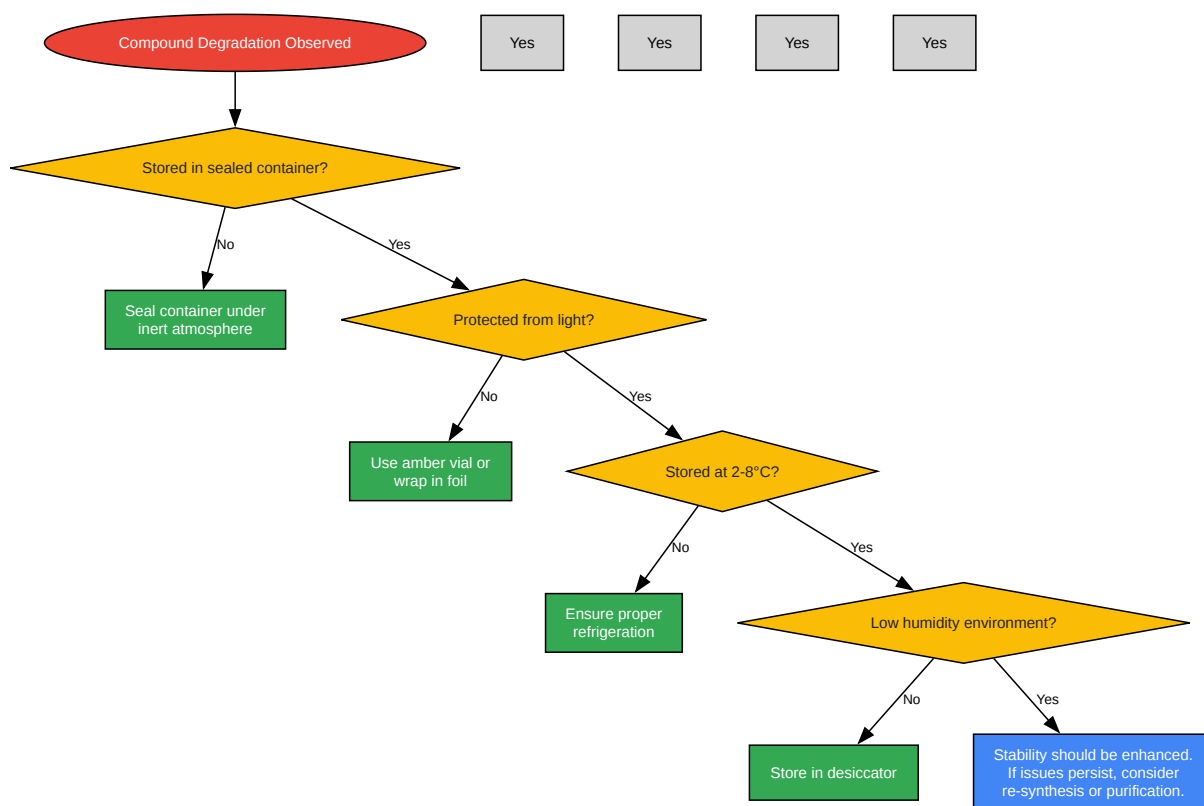 Compound Degradation Observed
Yes
Yes
Yes
Yes
Stored in sealed container?
No
Yes
Seal container under
inert atmosphere
Protected from light?
No
Yes
Use amber vial or
wrap in foil
Stored at 2-8°C?
No
Yes
Ensure proper
refrigeration
Low humidity environment?
No
Yes
Store in desiccator
Stability should be enhanced.
If issues persist, consider
re-synthesis or purification.